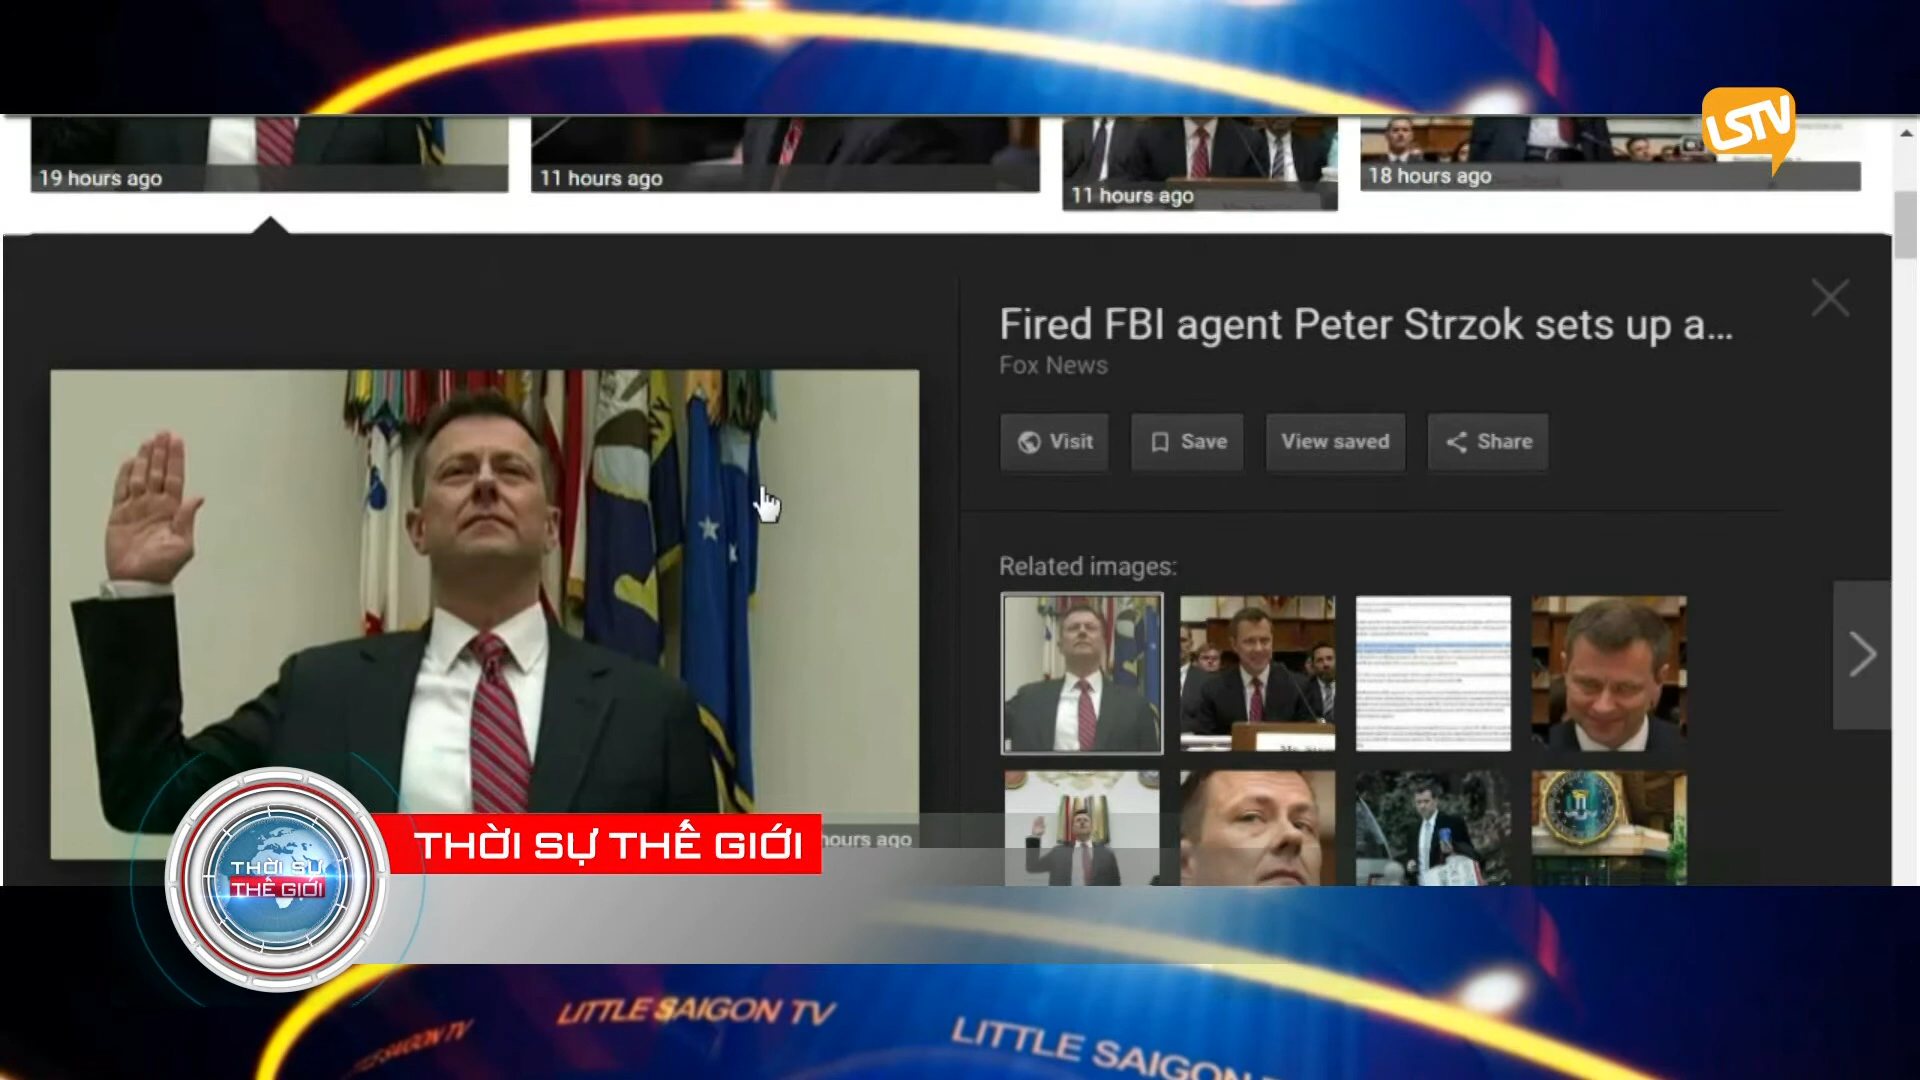 LSTV
19 hours ago
11 hours ago
11 hours ago
18 hours ago
Fired FBI agent Peter Strzok sets up a...
Fox News
Visit
Save
View saved
Share
Related images:
hours ago
THỜI SỰ THẾ GIỚI
THỜI SỰ
THẾ GIỚI
LITTLE SAIGON TV
LITTLE SAIGON
SAIGON TV